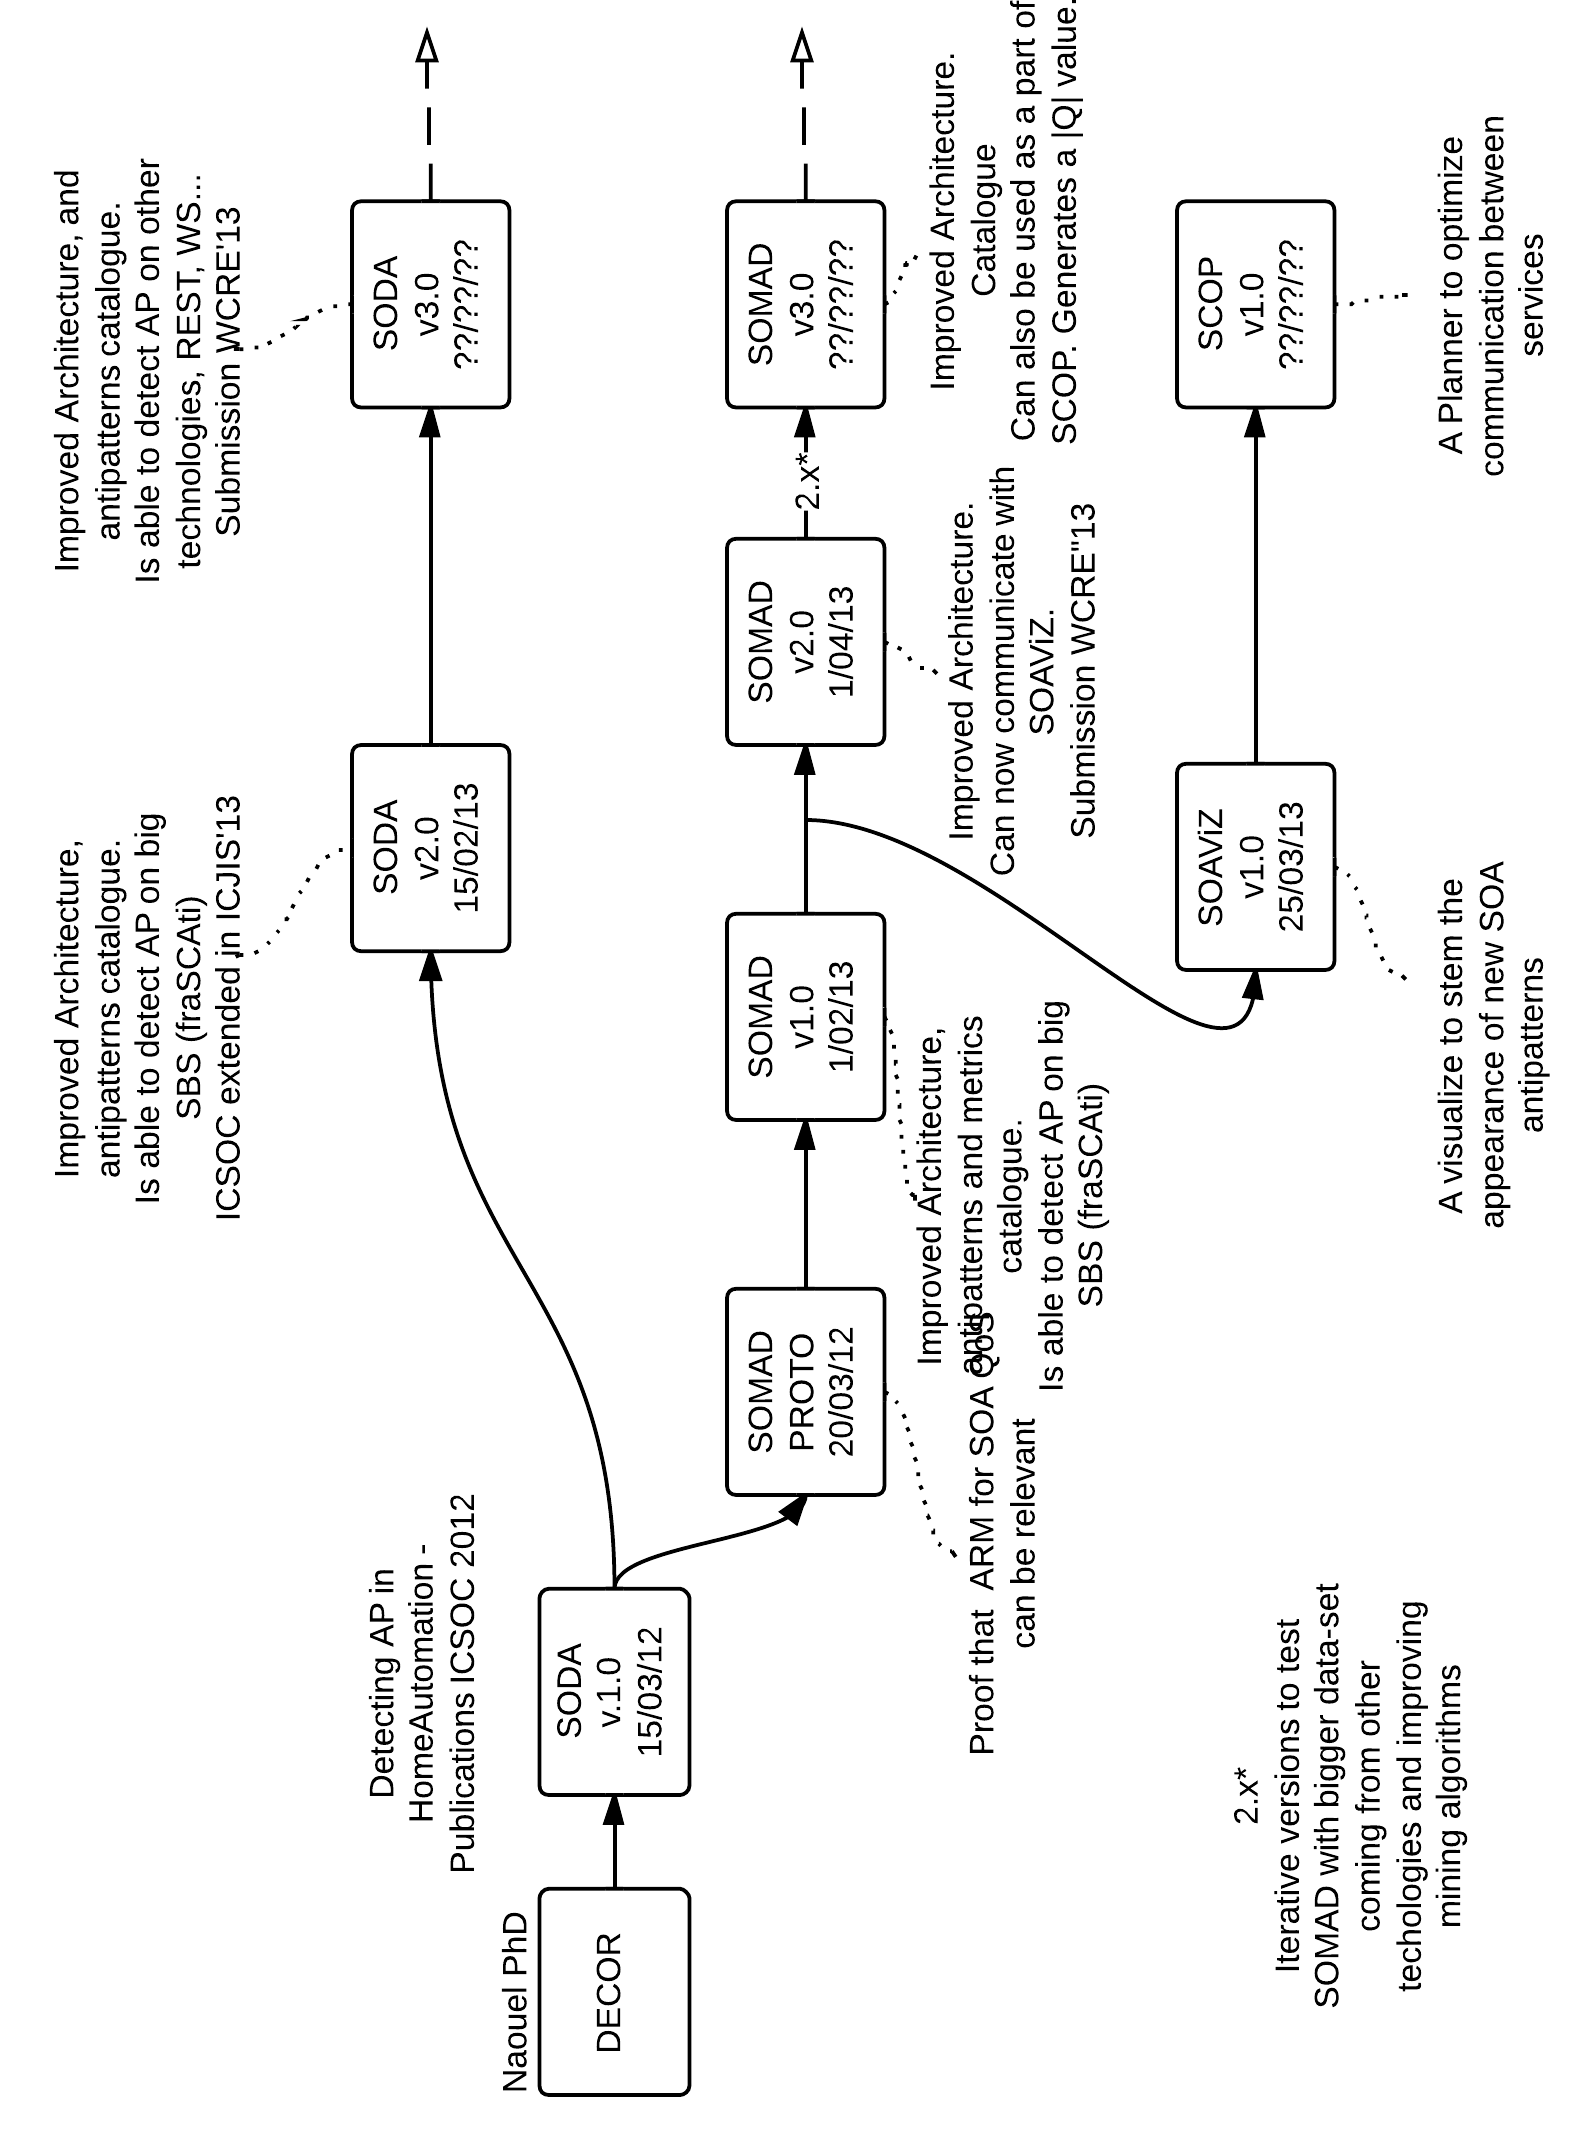 Naouel PhD
DECOR
Detecting AP in
HomeAutomation -
Publications ICSOC 2012
SODA
v.1.0
15/03/12
Improved Architecture,
antipatterns catalogue.
Is able to detect AP on big
SBS (fraSCAti)
ICSOC extended in ICJIS'13
SODA
v2.0
15/02/13
Improved Architecture, and
antipatterns catalogue.
Is able to detect AP on other
technologies, REST, WS...
Submission WCRE'13
SODA
v3.0
??/??/??
SOMAD
PROTO
20/03/12
Proof that ARM for SOA QoS
can be relevant
SOMAD
v1.0
1/02/13
Improved Architecture,
antipatterns and metrics
catalogue.
Is able to detect AP on big
SBS (fraSCAti)
SOMAD
v2.0
1/04/13
Improved Architecture.
Can now communicate with
SOAViZ.
Submission WCRE"13
2.x*
SOMAD
v3.0
??/??/??
Improved Architecture.
Catalogue
Can also be used as a part of
SCOP. Generates a |Q| value.
SOAViZ
v1.0
25/03/13
A visualize to stem the
appearance of new SOA
antipatterns
SCOP
v1.0
??/??/??
A Planner to optimize
communication between
services
2.x*
Iterative versions to test
SOMAD with bigger data-set
coming from other
techologies and improving
mining algorithms